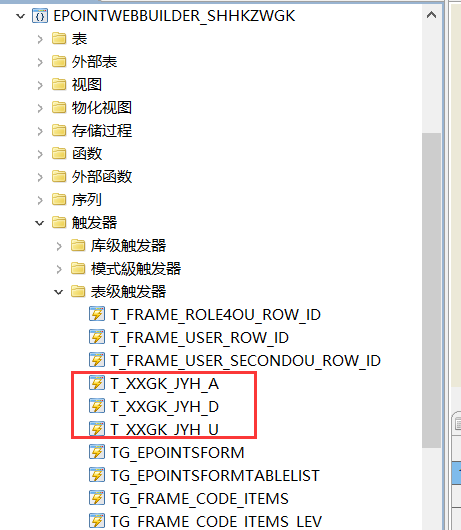 EPOINTWEBBUILDER_SHHKZWGK
表
外部表
视图
物化视图
存储过程
函数
外部函数
序列
触发器
库级触发器
模式級触发器
表级触发器
T_FRAME_ROLE4OU_ROW_ID
T_FRAME_USER_ROW_ID
T_FRAME_USER_SECONDOU_ROW_ID
T_XXGK_JYH_A
T_XXGK_JYH_D
T_XXGK_JYH_U
TG_EPOINTSFORM
TG_EPOINTSFORMTABLELIST
TG_FRAME_CODE_ITEMS
TG_FRAME_CODE_ITEMS_LEV